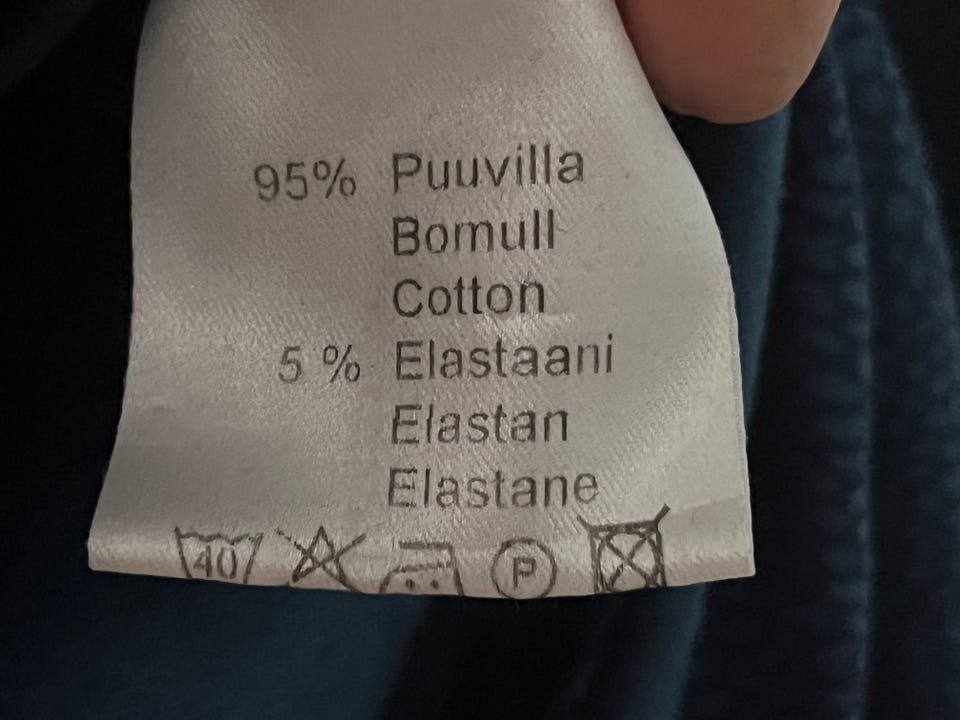 95% Puuvilla
Bomull
Cotton
5 % Elastaani
Elastan
Elastane
40 P